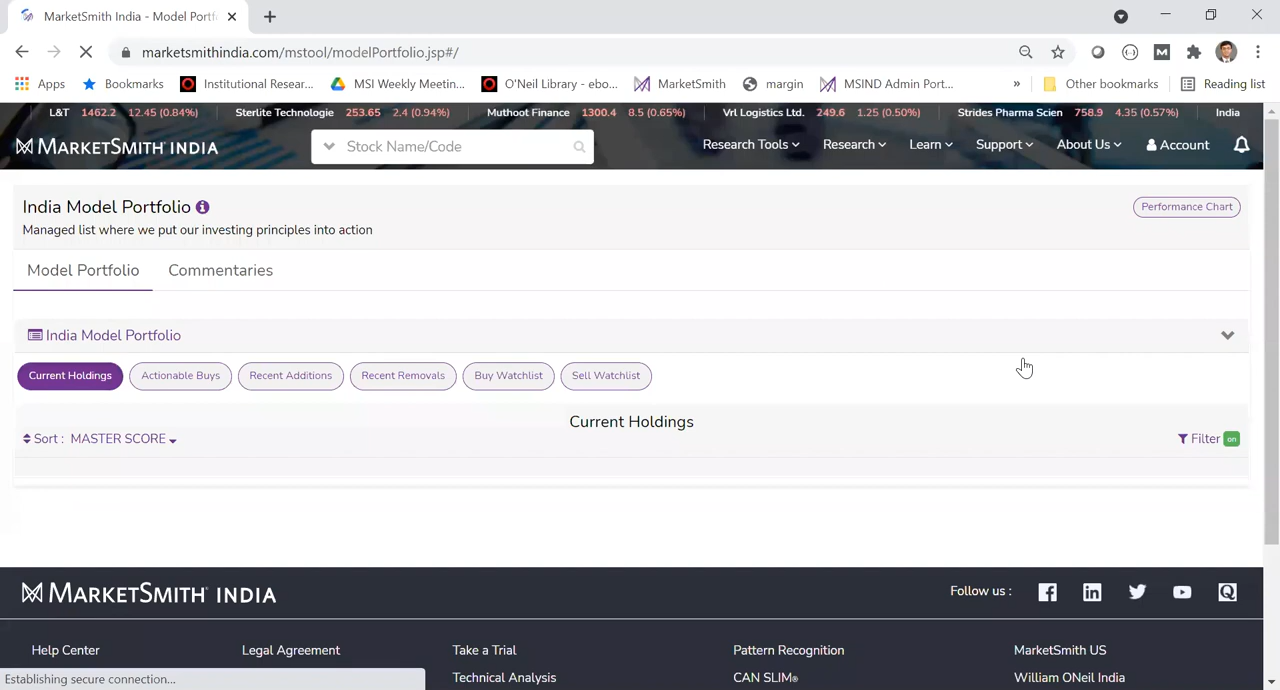 MarketSmith India - Model Portf
marketsmithindia.com/mstool/modelPortfolio.jsp#/
Apps Bookmarks Institutional Resear... MSI Weekly Meetin... O'Neil Library - ebo... MarketSmith margin MSIND Admin Port... » Other bookmarks Reading list
L&T 1462.2 12.45 (0.84%) Sterlite Technologie 253.65 2.4 (0.94%) Muthoot Finance 1300.4 8.5 (0.65%) Vrl Logistics Ltd. 249.6 1.25 (0.50%) Strides Pharma Scien 758.9 4.35 (0.57%) India
MARKETSMITH INDIA Stock Name/Code Research Tools Research Learn Support About Us Account
India Model Portfolio Performance Chart
Managed list where we put our investing principles into action
Model Portfolio Commentaries
India Model Portfolio
Current Holdings Actionable Buys Recent Additions Recent Removals Buy Watchlist Sell Watchlist
Current Holdings
Sort : MASTER SCORE Filter on
MARKETSMITH INDIA Follow us :
Help Center Legal Agreement Take a Trial Pattern Recognition MarketSmith US
Technical Analysis CAN SLIM® William ONeil India
Establishing secure connection...